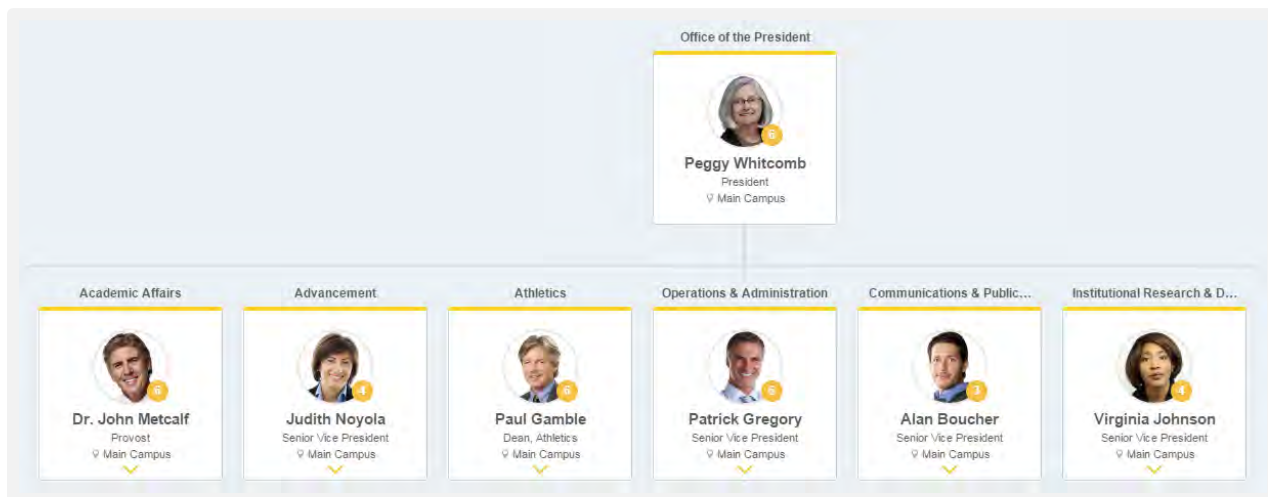 Office of the President
6
Peggy Whitcomb
President
Main Campus
Academic Affairs
6
Dr. John Metcalf
Provost
Main Campus
Advancement
4
Judith Noyola
Senior Vice President
Main Campus
Athletics
6
Paul Gamble
Dean, Athletics
Main Campus
Operations & Administration
6
Patrick Gregory
Senior Vice President
Main Campus
Communications & Public...
3
Alan Boucher
Senior Vice President
Main Campus
Institutional Research & D...
4
Virginia Johnson
Senior Vice President
Main Campus